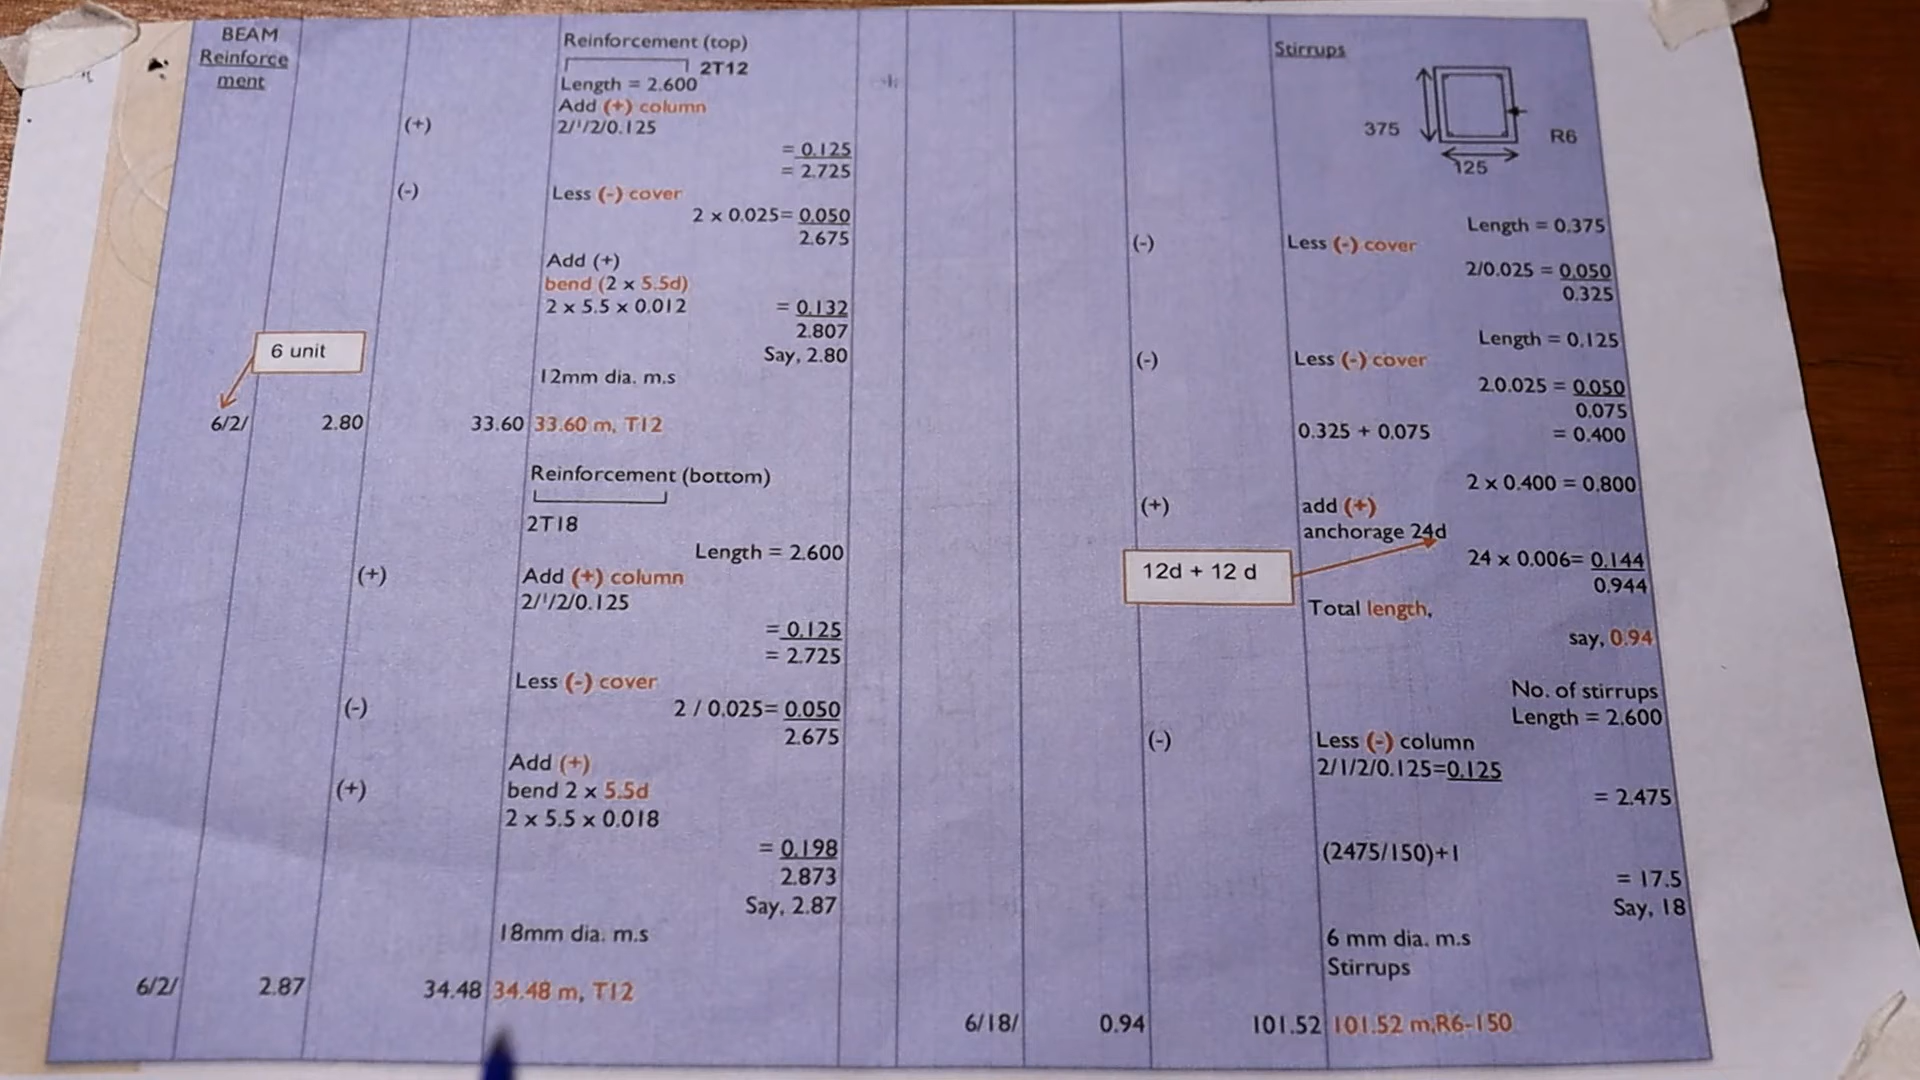 BEAM
Reinforce
ment
Reinforcement (top)
2T12
Length = 2.600
Add (+) column
(+)
2/¹/2/0.125
= 0.125
= 2.725
(-)
Less (-) cover
2 x 0.025= 0.050
2.675
Add (+)
bend (2 x 5.5d)
2 x 5.5 x 0.012
= 0.132
2.807
Say, 2.80
6 unit
12mm dia. m.s
6/2/
2.80
33.60
33.60 m, T12
Reinforcement (bottom)
2T18
Length = 2.600
(+)
Add (+) column
2/¹/2/0.125
= 0.125
= 2.725
Less (-) cover
(-)
2 / 0.025= 0.050
2.675
Add (+)
(+)
bend 2 x 5.5d
2 x 5.5 x 0.018
= 0.198
2.873
Say, 2.87
18mm dia. m.s
6/2/
2.87
34.48
34.48 m, T12
Stirrups
375
R6
125
Length = 0.375
(-)
Less (-) cover
2/0.025 = 0.050
0.325
Length = 0.125
(-)
Less (-) cover
2.0.025 = 0.050
0.075
0.325 + 0.075
= 0.400
2 x 0.400 = 0.800
(+)
add (+)
anchorage 24d
12d + 12 d
24 x 0.006= 0.144
0.944
Total length,
say, 0.94
No. of stirrups
Length = 2.600
(-)
Less (-) column
2/1/2/0.125=0.125
= 2.475
(2475/150)+1
= 17.5
Say, 18
6 mm dia. m.s
Stirrups
6/18/
0.94
101.52
101.52 m,R6-150